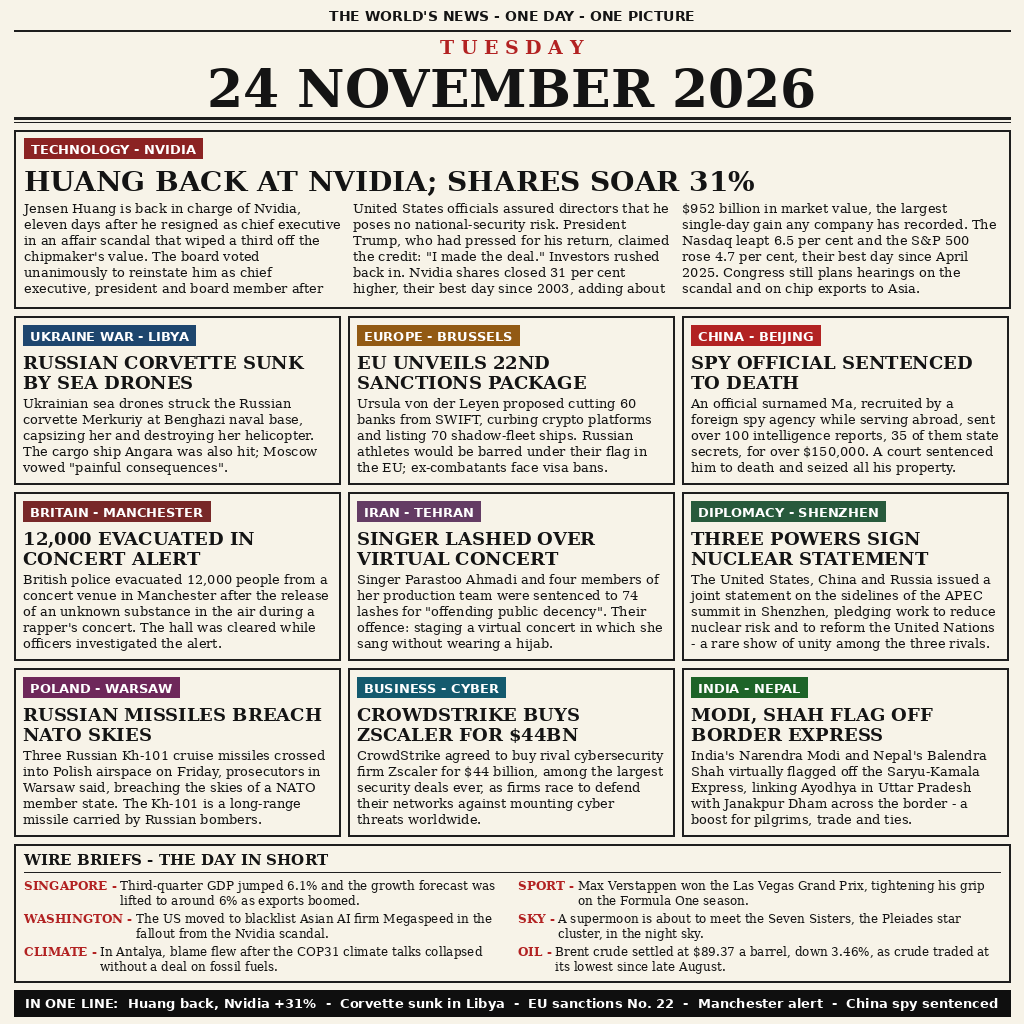 THE WORLD'S NEWS - ONE DAY - ONE PICTURE
TUESDAY
24 NOVEMBER 2026
TECHNOLOGY - NVIDIA
HUANG BACK AT NVIDIA; SHARES SOAR 31%
Jensen Huang is back in charge of Nvidia,
eleven days after he resigned as chief executive
in an affair scandal that wiped a third off the
chipmaker's value. The board voted
unanimously to reinstate him as chief
executive, president and board member after
United States officials assured directors that he
poses no national-security risk. President
Trump, who had pressed for his return, claimed
the credit: "I made the deal." Investors rushed
back in. Nvidia shares closed 31 per cent
higher, their best day since 2003, adding about
$952 billion in market value, the largest
single-day gain any company has recorded. The
Nasdaq leapt 6.5 per cent and the S&P 500
rose 4.7 per cent, their best day since April
2025. Congress still plans hearings on the
scandal and on chip exports to Asia.
UKRAINE WAR - LIBYA
RUSSIAN CORVETTE SUNK
BY SEA DRONES
Ukrainian sea drones struck the Russian
corvette Merkuriy at Benghazi naval base,
capsizing her and destroying her helicopter.
The cargo ship Angara was also hit; Moscow
vowed "painful consequences".
EUROPE - BRUSSELS
EU UNVEILS 22ND
SANCTIONS PACKAGE
Ursula von der Leyen proposed cutting 60
banks from SWIFT, curbing crypto platforms
and listing 70 shadow-fleet ships. Russian
athletes would be barred under their flag in
the EU; ex-combatants face visa bans.
CHINA - BEIJING
SPY OFFICIAL SENTENCED
TO DEATH
An official surnamed Ma, recruited by a
foreign spy agency while serving abroad, sent
over 100 intelligence reports, 35 of them state
secrets, for over $150,000. A court sentenced
him to death and seized all his property.
BRITAIN - MANCHESTER
12,000 EVACUATED IN
CONCERT ALERT
British police evacuated 12,000 people from a
concert venue in Manchester after the release
of an unknown substance in the air during a
rapper's concert. The hall was cleared while
officers investigated the alert.
IRAN - TEHRAN
SINGER LASHED OVER
VIRTUAL CONCERT
Singer Parastoo Ahmadi and four members of
her production team were sentenced to 74
lashes for "offending public decency". Their
offence: staging a virtual concert in which she
sang without wearing a hijab.
DIPLOMACY - SHENZHEN
THREE POWERS SIGN
NUCLEAR STATEMENT
The United States, China and Russia issued a
joint statement on the sidelines of the APEC
summit in Shenzhen, pledging work to reduce
nuclear risk and to reform the United Nations
- a rare show of unity among the three rivals.
POLAND - WARSAW
RUSSIAN MISSILES BREACH
NATO SKIES
Three Russian Kh-101 cruise missiles crossed
into Polish airspace on Friday, prosecutors in
Warsaw said, breaching the skies of a NATO
member state. The Kh-101 is a long-range
missile carried by Russian bombers.
BUSINESS - CYBER
CROWDSTRIKE BUYS
ZSCALER FOR $44BN
CrowdStrike agreed to buy rival cybersecurity
firm Zscaler for $44 billion, among the largest
security deals ever, as firms race to defend
their networks against mounting cyber
threats worldwide.
INDIA - NEPAL
MODI, SHAH FLAG OFF
BORDER EXPRESS
India's Narendra Modi and Nepal's Balendra
Shah virtually flagged off the Saryu-Kamala
Express, linking Ayodhya in Uttar Pradesh
with Janakpur Dham across the border - a
boost for pilgrims, trade and ties.
WIRE BRIEFS - THE DAY IN SHORT
SINGAPORE - Third-quarter GDP jumped 6.1% and the growth forecast was
lifted to around 6% as exports boomed.
WASHINGTON - The US moved to blacklist Asian AI firm Megaspeed in the
fallout from the Nvidia scandal.
CLIMATE - In Antalya, blame flew after the COP31 climate talks collapsed
without a deal on fossil fuels.
SPORT - Max Verstappen won the Las Vegas Grand Prix, tightening his grip
on the Formula One season.
SKY - A supermoon is about to meet the Seven Sisters, the Pleiades star
cluster, in the night sky.
OIL - Brent crude settled at $89.37 a barrel, down 3.46%, as crude traded at
its lowest since late August.
IN ONE LINE: Huang back, Nvidia +31% - Corvette sunk in Libya - EU sanctions No. 22 - Manchester alert - China spy sentenced